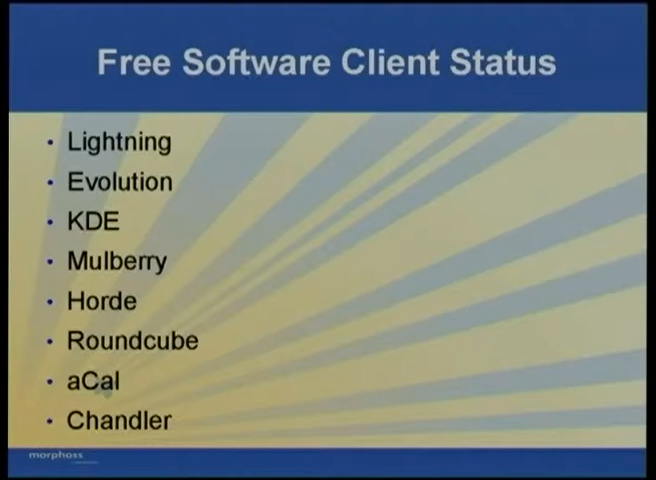 Free Software Client Status
• Lightning
• Evolution
• KDE
• Mulberry
• Horde
• Roundcube
• aCal
• Chandler
morphoss